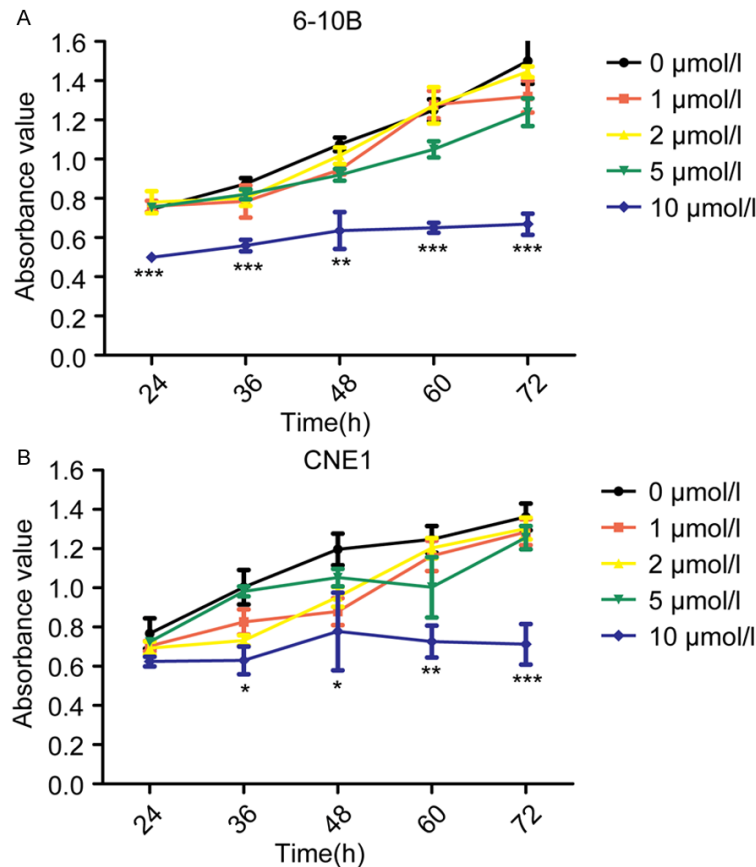 A
6-10B
Absorbance value
1.6
1.4
1.2
1.0
0.8
0.6
0.4
0.2
0.0
***
***
**
***
***
24
36
48
60
72
Time(h)
0 µmol/l
1 µmol/l
2 µmol/l
5 µmol/l
10 µmol/l
B
CNE1
Absorbance value
1.6
1.4
1.2
1.0
0.8
0.6
0.4
0.2
0.0
*
*
**
***
24
36
48
60
72
Time(h)
0 µmol/l
1 µmol/l
2 µmol/l
5 µmol/l
10 µmol/l